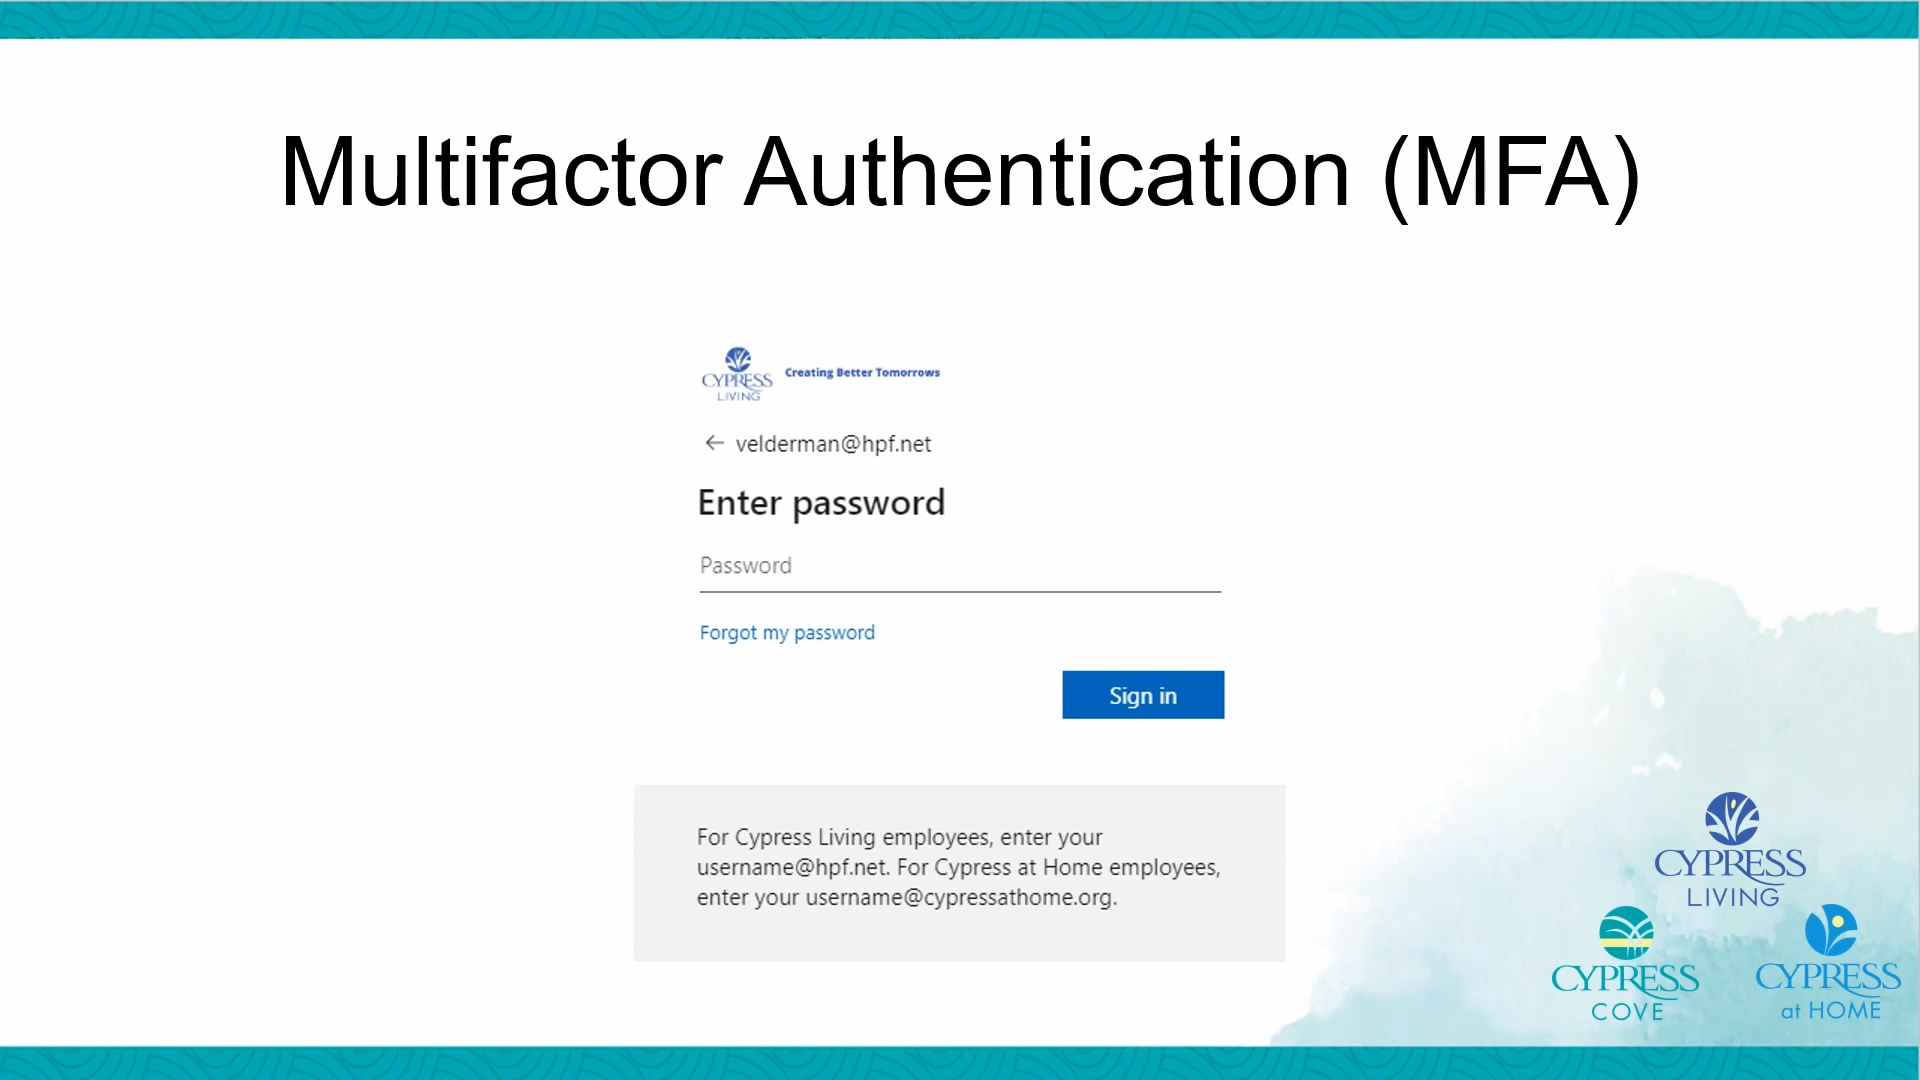 Multifactor Authentication (MFA)
CYPRESS
LIVING
Creating Better Tomorrows
← velderman@hpf.net
Enter password
Password
Forgot my password
Sign in
For Cypress Living employees, enter your
username@hpf.net. For Cypress at Home employees,
enter your username@cypressathome.org.
CYPRESS
LIVING
CYPRESS
COVE
CYPRESS
at HOME